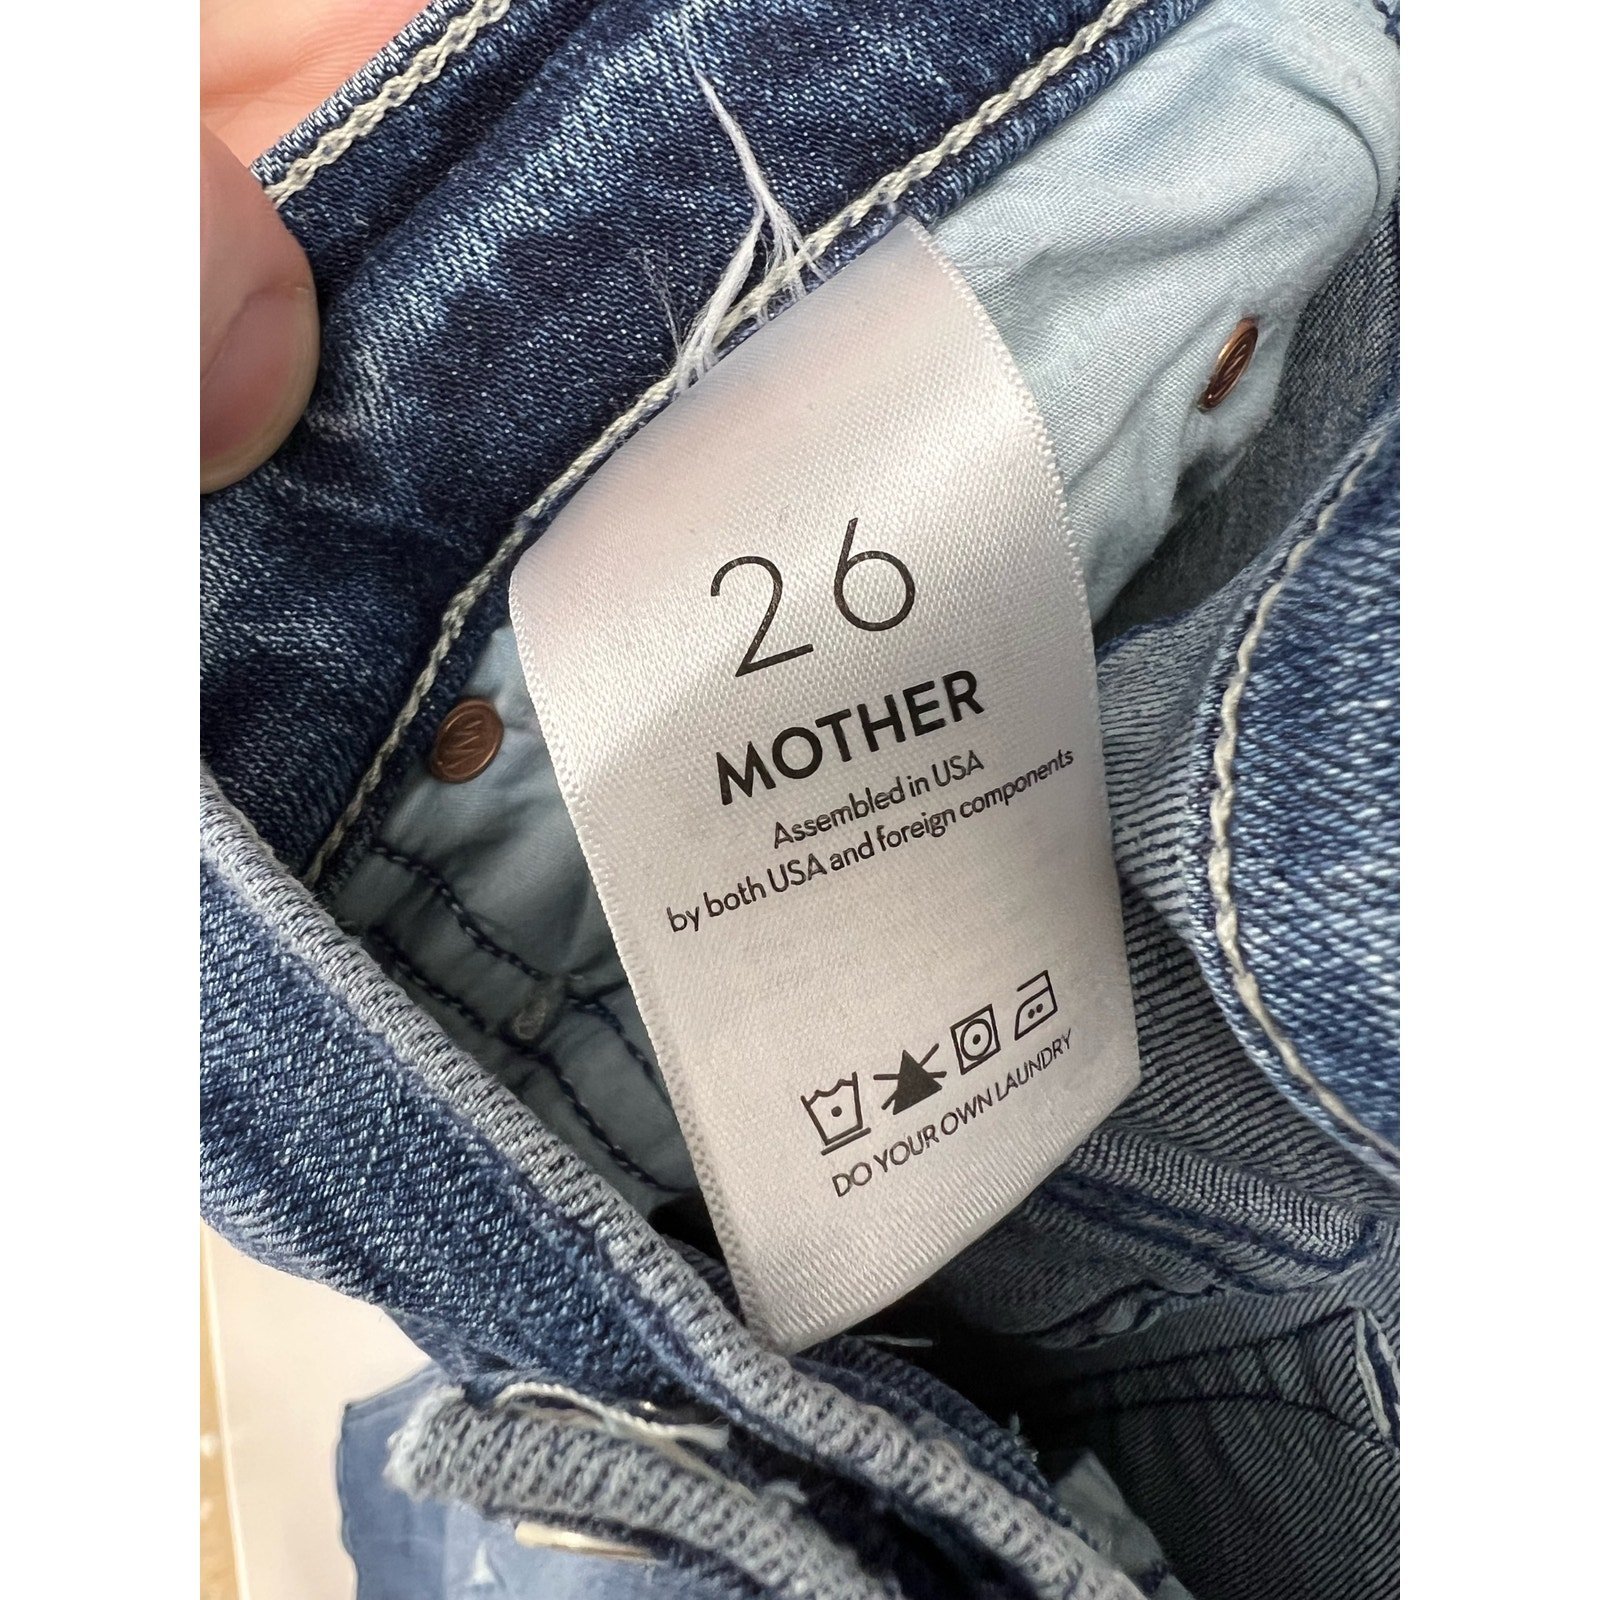 26
MOTHER
Assembled in USA
by both USA and foreign components
DO YOUR OWN LAUNDRY